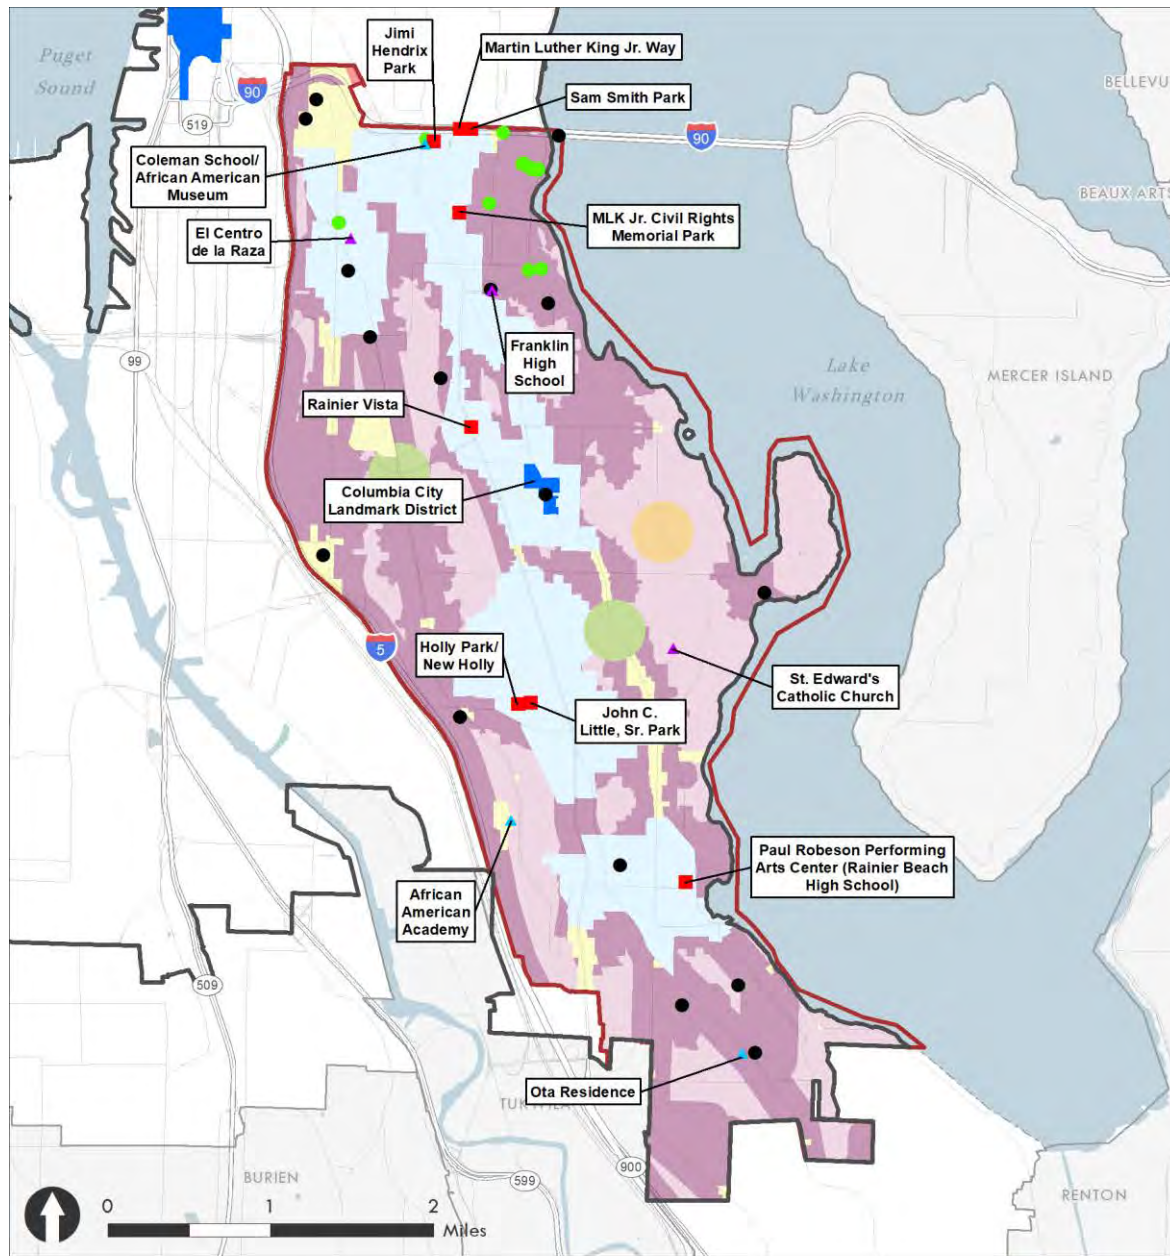 Puget
Sound
Jimi
Hendrix
Park
Martin Luther King Jr. Way
Sam Smith Park
90
519
90
BELLEVU
Coleman School/
African American
Museum
BEAUX ARTS
El Centro
de la Raza
MLK Jr. Civil Rights
Memorial Park
99
Franklin
High
School
Lake
Washington
MERCER ISLAND
Rainier Vista
Columbia City
Landmark District
5
Holly Park/
New Holly
St. Edward's
Catholic Church
John C.
Little, Sr. Park
Paul Robeson Performing
Arts Center (Rainier Beach
High School)
African
American
Academy
509
Ota Residence
TUKWILA
900
BURIEN
599
RENTON
0 1 2
Miles